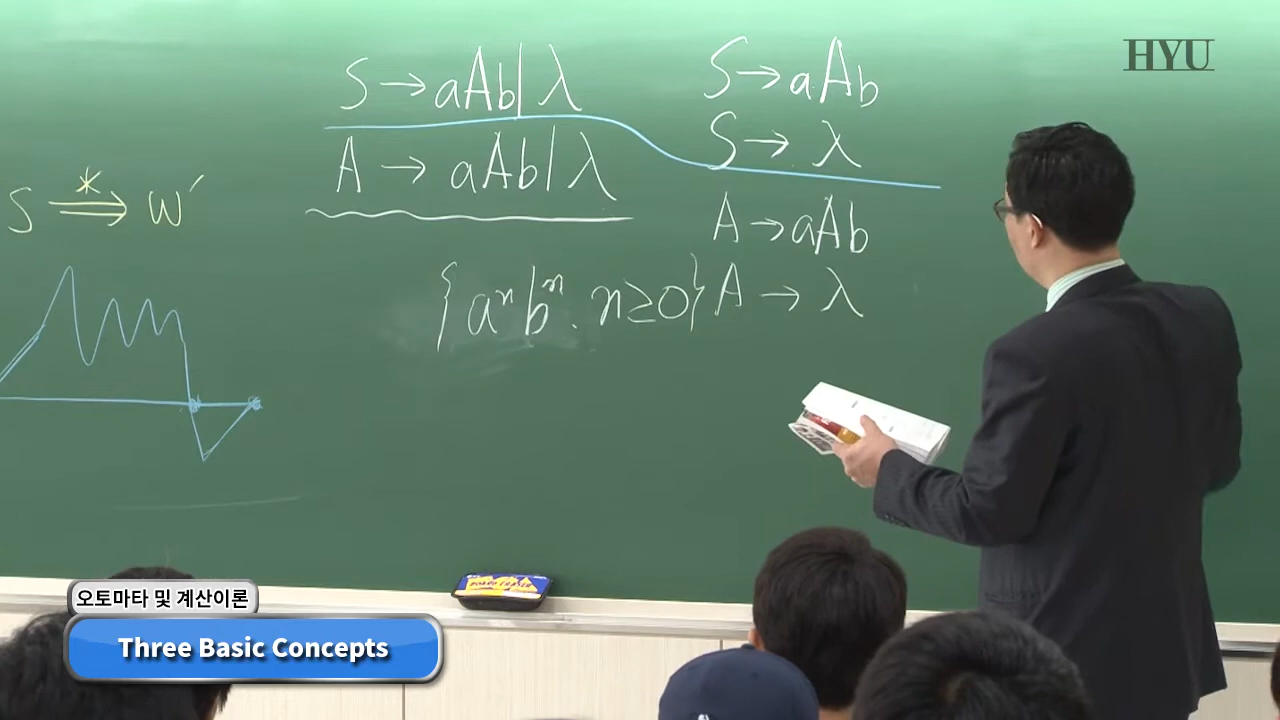 HYU
S → aAb | λ
A → aAb | λ
{aⁿbⁿ. n≥0}
S → aAb
S → λ
A → aAb
A → λ
S *⇒ w′
오토마타 및 계산이론
Three Basic Concepts